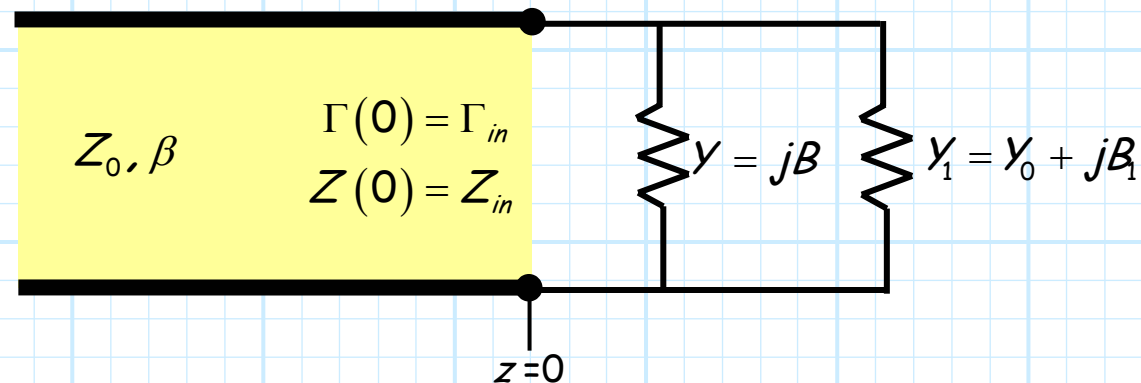 Z₀, β
Γ(0) = Γᵢₙ
Z(0) = Zᵢₙ
Y = jB
Y₁ = Y₀ + jB₁
z=0